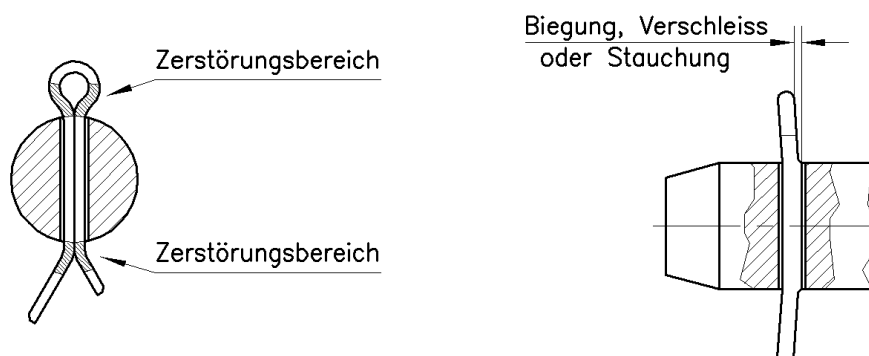 Zerstörungsbereich
Zerstörungsbereich
Biegung, Verschleiss
oder Stauchung